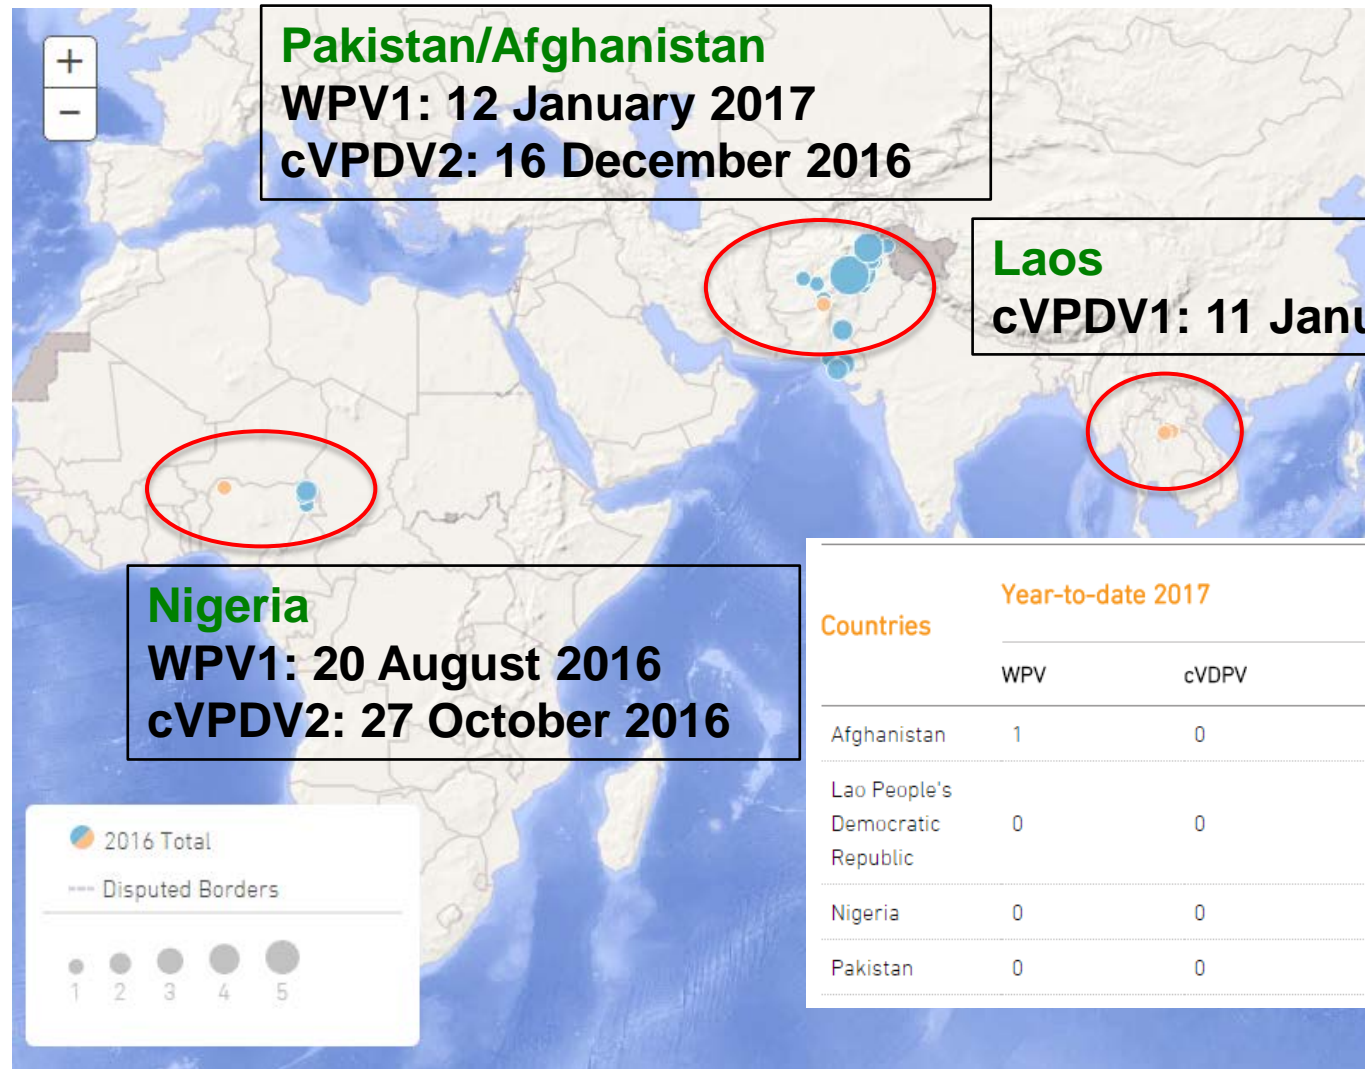 +
−
Pakistan/Afghanistan
WPV1: 12 January 2017
cVPDV2: 16 December 2016
Laos
cVPDV1: 11
Nigeria
WPV1: 20 August 2016
cVPDV2: 27 October 2016
Year-to-date 2017
Countries
WPV cVDPV
Afghanistan 1 0
Lao People's
Democratic 0 0
Republic
Nigeria 0 0
Pakistan 0 0
2016 Total
--- Disputed Borders
1 2 3 4 5